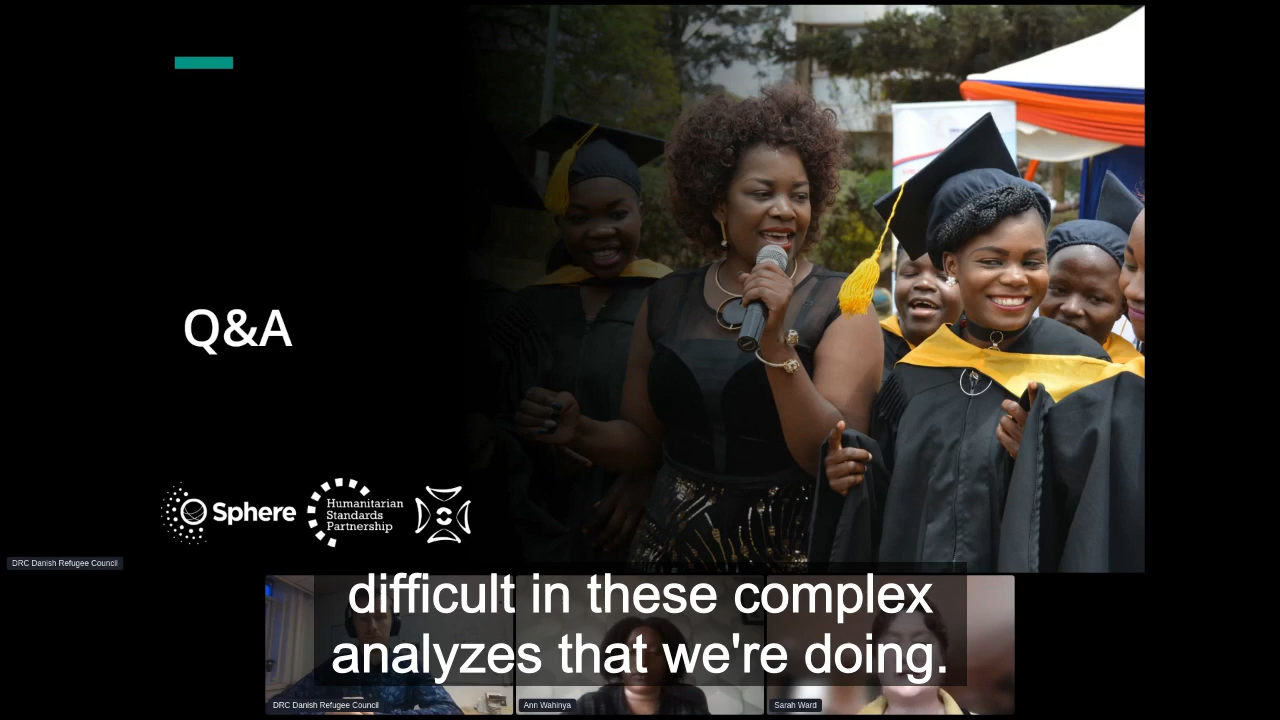 Q&A
Sphere
Humanitarian
Standards
Partnership
DRC Danish Refugee Council
difficult in these complex
analyzes that we're doing.
DRC Danish Refugee Council
Ann Wahinya
Sarah Ward